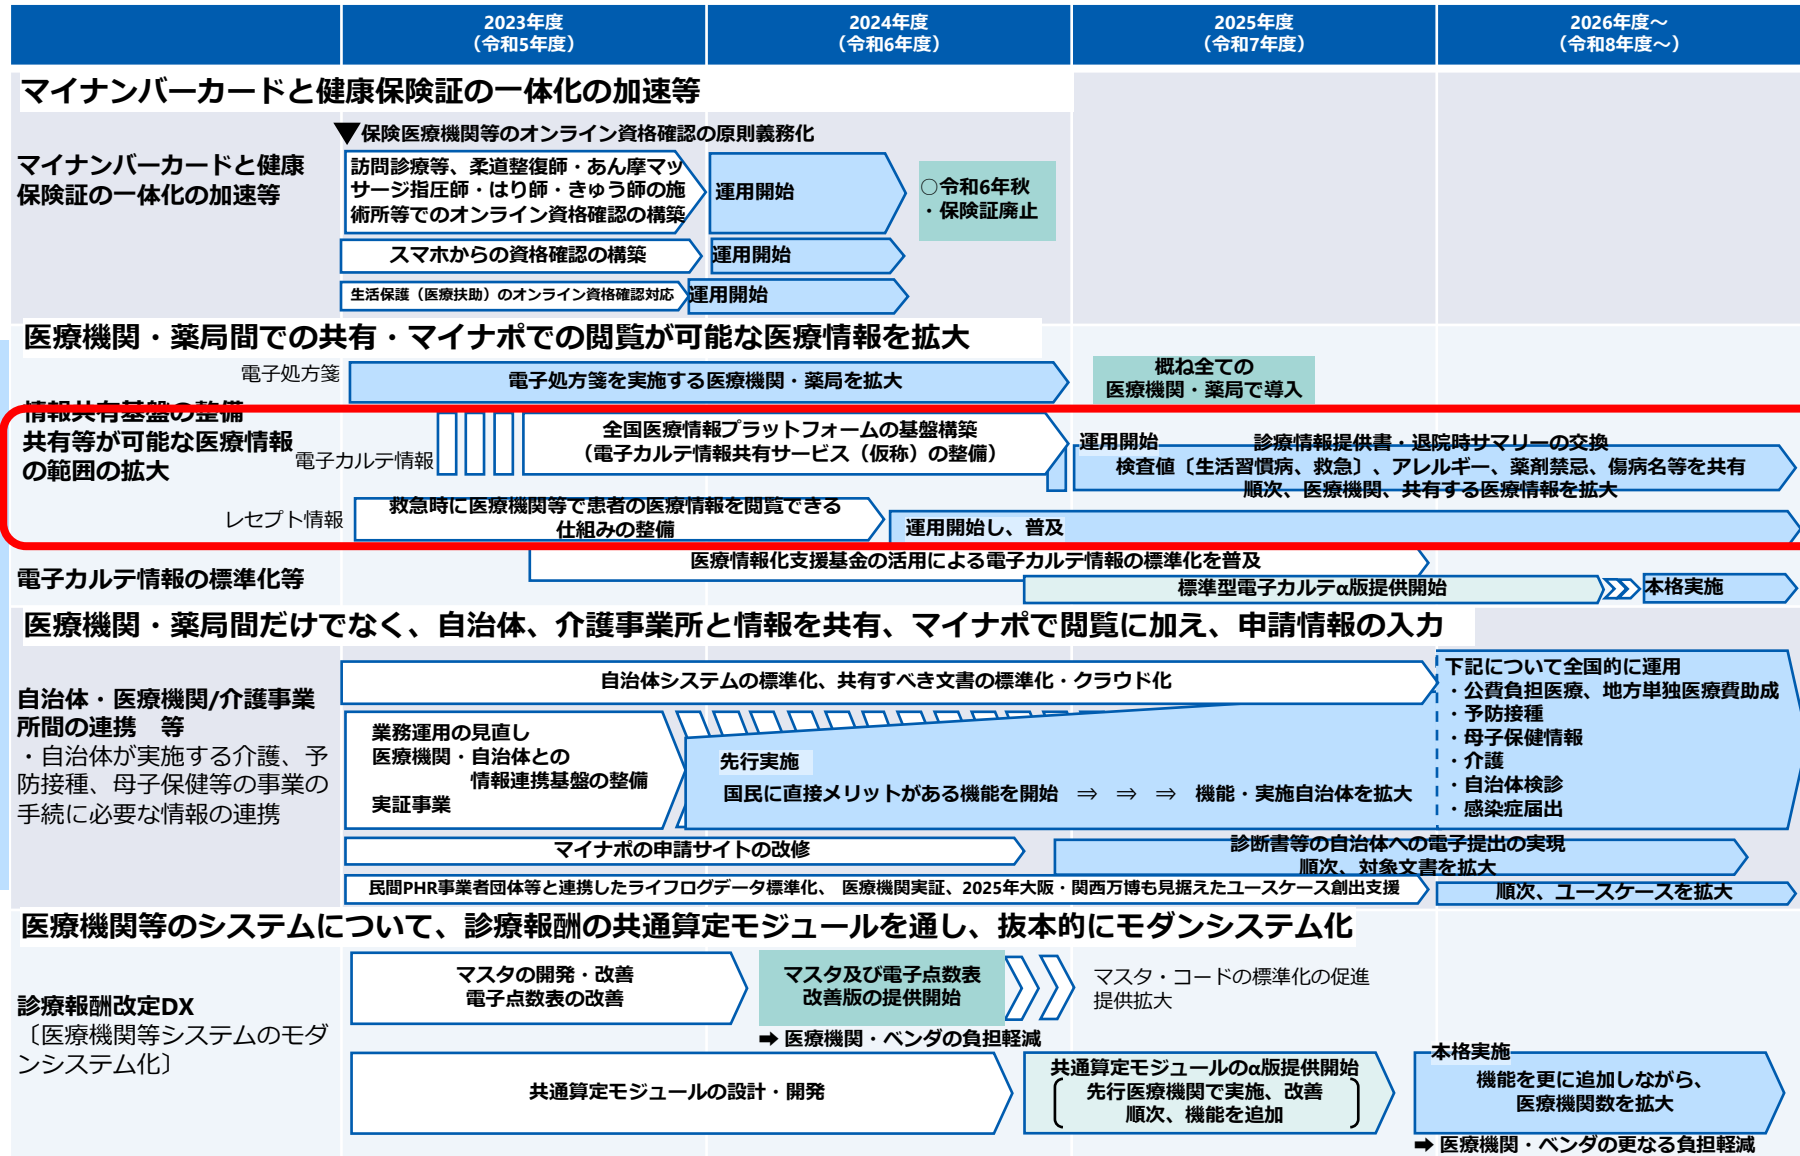 2023年度
（令和5年度）
2024年度
（令和6年度）
2025年度
（令和7年度）
2026年度～
（令和8年度～）
マイナンバーカードと健康保険証の一体化の加速等
▼保険医療機関等のオンライン資格確認の原則義務化
マイナンバーカードと健康
保険証の一体化の加速等
訪問診療等、柔道整復師・あん摩マッ
サージ指圧師・はり師・きゅう師の施
術所等でのオンライン資格確認の構築
運用開始
○令和6年秋
・保険証廃止
スマホからの資格確認の構築
運用開始
生活保護（医療扶助）のオンライン資格確認対応
運用開始
医療機関・薬局間での共有・マイナポでの閲覧が可能な医療情報を拡大
電子処方箋
電子処方箋を実施する医療機関・薬局を拡大
概ね全ての
医療機関・薬局で導入
情報共有基盤の整備
共有等が可能な医療情報
の範囲の拡大
電子カルテ情報
全国医療情報プラットフォームの基盤構築
（電子カルテ情報共有サービス（仮称）の整備）
運用開始
診療情報提供書・退院時サマリーの交換
検査値〔生活習慣病、救急〕、アレルギー、薬剤禁忌、傷病名等を共有
順次、医療機関、共有する医療情報を拡大
レセプト情報
救急時に医療機関等で患者の医療情報を閲覧できる
仕組みの整備
運用開始し、普及
電子カルテ情報の標準化等
医療情報化支援基金の活用による電子カルテ情報の標準化を普及
標準型電子カルテα版提供開始
本格実施
医療機関・薬局間だけでなく、自治体、介護事業所と情報を共有、マイナポで閲覧に加え、申請情報の入力
自治体・医療機関/介護事業
所間の連携　等
・自治体が実施する介護、予
防接種、母子保健等の事業の
手続に必要な情報の連携
自治体システムの標準化、共有すべき文書の標準化・クラウド化
業務運用の見直し
医療機関・自治体との
情報連携基盤の整備
実証事業
先行実施
国民に直接メリットがある機能を開始　⇒　⇒　⇒　機能・実施自治体を拡大
下記について全国的に運用
・公費負担医療、地方単独医療費助成
・予防接種
・母子保健情報
・介護
・自治体検診
・感染症届出
マイナポの申請サイトの改修
診断書等の自治体への電子提出の実現
順次、対象文書を拡大
民間PHR事業者団体等と連携したライフログデータ標準化、 医療機関実証、2025年大阪・関西万博も見据えたユースケース創出支援
順次、ユースケースを拡大
医療機関等のシステムについて、診療報酬の共通算定モジュールを通し、抜本的にモダンシステム化
診療報酬改定DX
〔医療機関等システムのモダ
ンシステム化〕
マスタの開発・改善
電子点数表の改善
マスタ及び電子点数表
改善版の提供開始
マスタ・コードの標準化の促進
提供拡大
➡ 医療機関・ベンダの負担軽減
共通算定モジュールの設計・開発
共通算定モジュールのα版提供開始
先行医療機関で実施、改善
順次、機能を追加
本格実施
機能を更に追加しながら、
医療機関数を拡大
➡ 医療機関・ベンダの更なる負担軽減